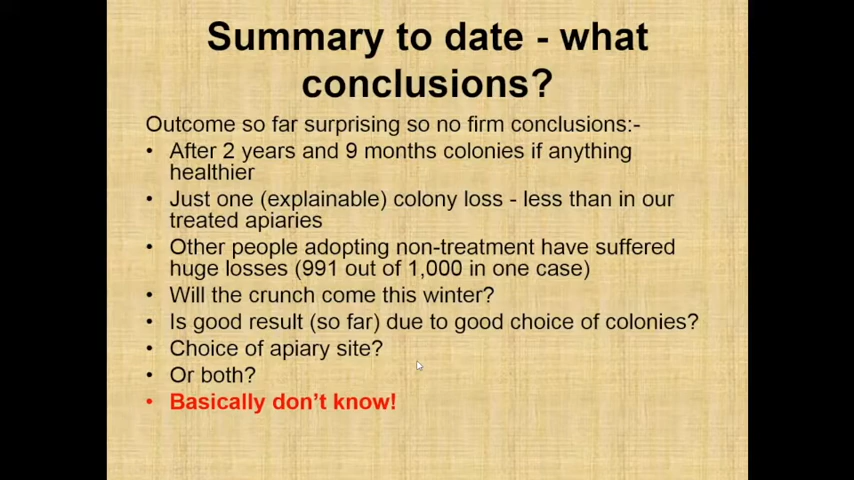 Summary to date - what
conclusions?
Outcome so far surprising so no firm conclusions:-
• After 2 years and 9 months colonies if anything
healthier
• Just one (explainable) colony loss - less than in our
treated apiaries
• Other people adopting non-treatment have suffered
huge losses (991 out of 1,000 in one case)
• Will the crunch come this winter?
• Is good result (so far) due to good choice of colonies?
• Choice of apiary site?
• Or both?
• Basically don't know!